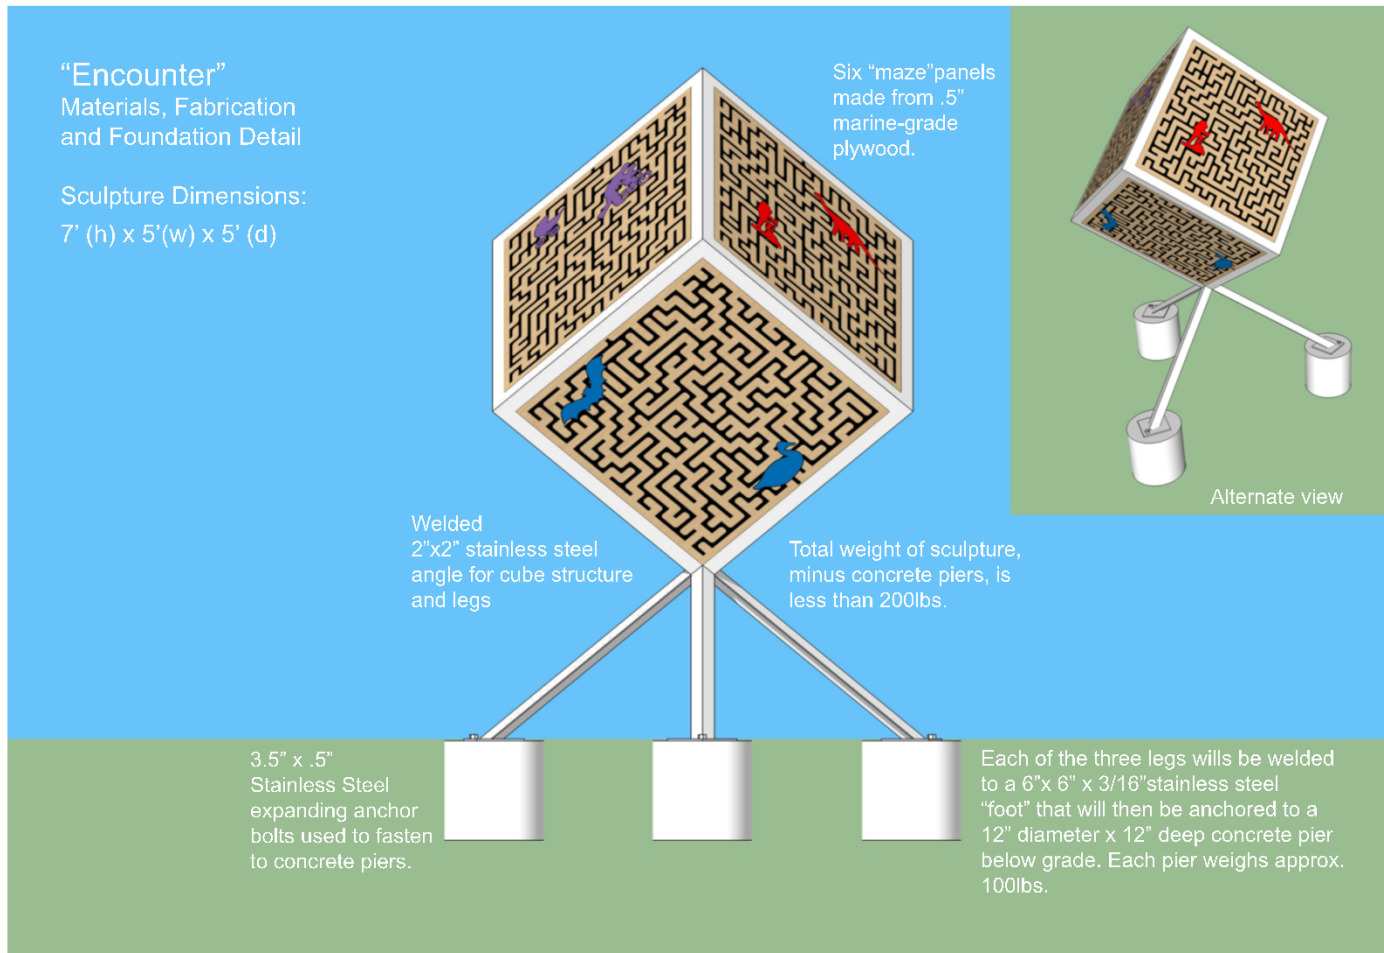 “Encounter”
Materials, Fabrication
and Foundation Detail
Sculpture Dimensions:
7’ (h) x 5’(w) x 5’ (d)
Six “maze”panels
made from .5”
marine-grade
plywood.
Alternate view
Welded
2”x2” stainless steel
angle for cube structure
and legs
Total weight of sculpture,
minus concrete piers, is
less than 200lbs.
3.5” x .5”
Stainless Steel
expanding anchor
bolts used to fasten
to concrete piers.
Each of the three legs wills be welded
to a 6”x 6” x 3/16”stainless steel
“foot” that will then be anchored to a
12” diameter x 12” deep concrete pier
below grade. Each pier weighs approx.
100lbs.